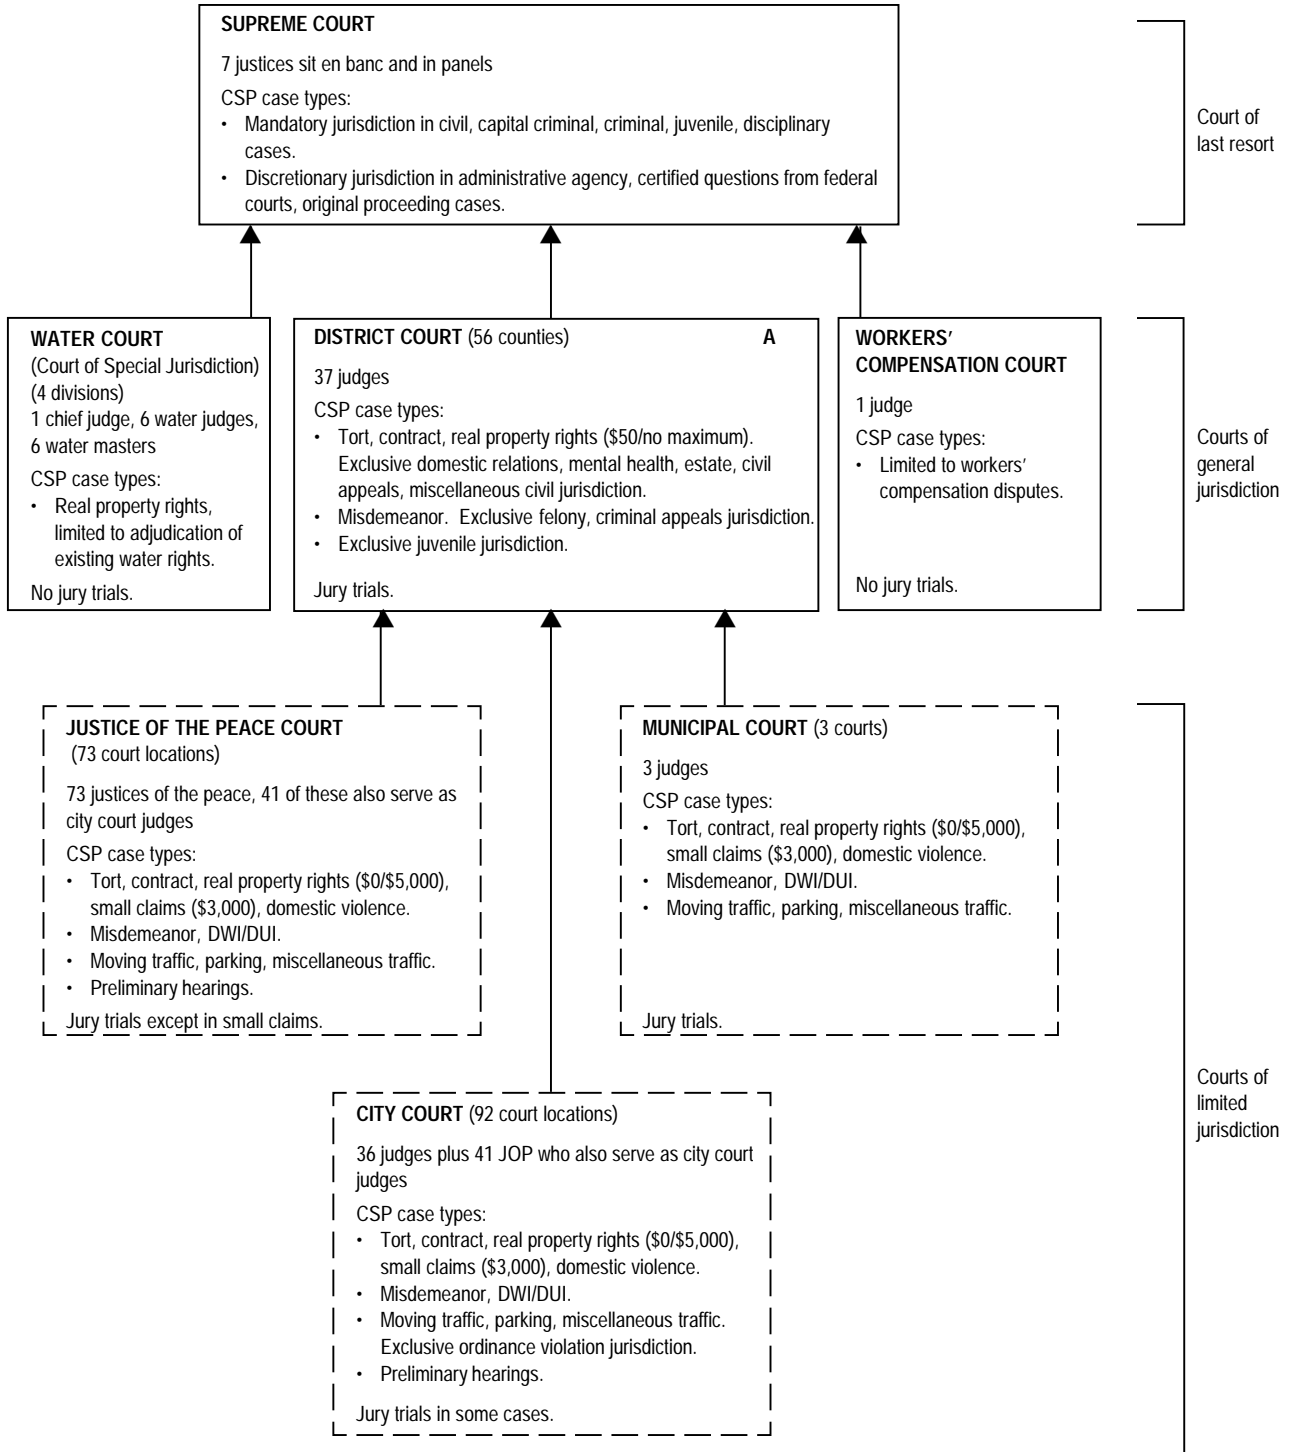 SUPREME COURT
7 justices sit en banc and in panels
CSP case types:
• Mandatory jurisdiction in civil, capital criminal, criminal, juvenile, disciplinary
cases.
• Discretionary jurisdiction in administrative agency, certified questions from federal
courts, original proceeding cases.
Court of
last resort
WATER COURT
(Court of Special Jurisdiction)
(4 divisions)
1 chief judge, 6 water judges,
6 water masters
CSP case types:
• Real property rights,
limited to adjudication of
existing water rights.
No jury trials.
DISTRICT COURT (56 counties) A
37 judges
CSP case types:
• Tort, contract, real property rights ($50/no maximum).
Exclusive domestic relations, mental health, estate, civil
appeals, miscellaneous civil jurisdiction.
• Misdemeanor. Exclusive felony, criminal appeals jurisdiction.
• Exclusive juvenile jurisdiction.
Jury trials.
WORKERS’
COMPENSATION COURT
1 judge
CSP case types:
• Limited to workers’
compensation disputes.
No jury trials.
Courts of
general
jurisdiction
JUSTICE OF THE PEACE COURT
(73 court locations)
73 justices of the peace, 41 of these also serve as
city court judges
CSP case types:
• Tort, contract, real property rights ($0/$5,000),
small claims ($3,000), domestic violence.
• Misdemeanor, DWI/DUI.
• Moving traffic, parking, miscellaneous traffic.
• Preliminary hearings.
Jury trials except in small claims.
MUNICIPAL COURT (3 courts)
3 judges
CSP case types:
• Tort, contract, real property rights ($0/$5,000),
small claims ($3,000), domestic violence.
• Misdemeanor, DWI/DUI.
• Moving traffic, parking, miscellaneous traffic.
Jury trials.
CITY COURT (92 court locations)
36 judges plus 41 JOP who also serve as city court
judges
CSP case types:
• Tort, contract, real property rights ($0/$5,000),
small claims ($3,000), domestic violence.
• Misdemeanor, DWI/DUI.
• Moving traffic, parking, miscellaneous traffic.
Exclusive ordinance violation jurisdiction.
• Preliminary hearings.
Jury trials in some cases.
Courts of
limited
jurisdiction